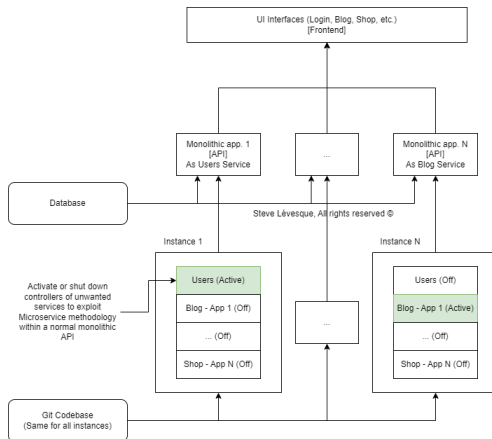 UI Interfaces (Login, Blog, Shop, etc.)
[Frontend]
Monolithic app. 1
[API]
As Users Service
...
Monolithic app. N
[API]
As Blog Service
Database
Steve Lévesque, All rights reserved ©
Instance 1
Instance N
Users (Active)
Blog - App 1 (Off)
... (Off)
Shop - App N (Off)
Activate or shut down
controllers of unwanted
services to exploit
Microservice methodology
within a normal monolithic
API
...
Users (Off)
Blog - App 1 (Active)
... (Off)
Shop - App N (Off)
Git Codebase
(Same for all instances)